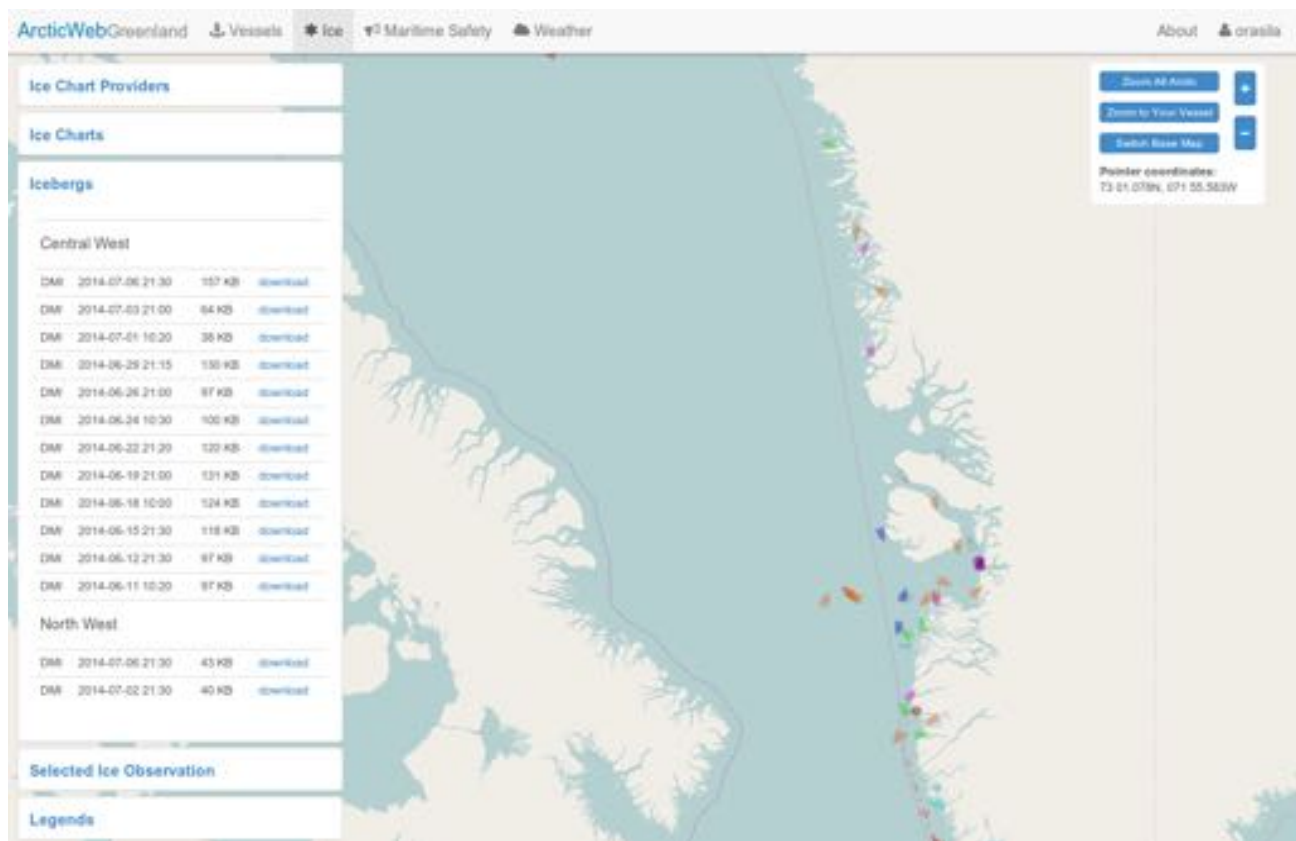 ArcticWebGreenland Vessels Ice Maritime Safety Weather About orasila
Ice Chart Providers
Ice Charts
Icebergs
Central West
DMI 2014-07-06 21:30 157 KB download
DMI 2014-07-03 21:00 64 KB download
DMI 2014-07-01 10:20 38 KB download
DMI 2014-06-29 21:15 130 KB download
DMI 2014-06-26 21:00 97 KB download
DMI 2014-06-24 10:30 100 KB download
DMI 2014-06-22 21:20 120 KB download
DMI 2014-06-19 21:00 131 KB download
DMI 2014-06-18 10:00 124 KB download
DMI 2014-06-15 21:30 118 KB download
DMI 2014-06-12 21:30 97 KB download
DMI 2014-06-11 10:20 97 KB download
North West
DMI 2014-07-06 21:30 43 KB download
DMI 2014-07-02 21:30 40 KB download
Selected Ice Observation
Legends
Zoom All Arctic
+
Zoom to Your Vessel
−
Switch Base Map
Pointer coordinates:
73 01.078N, 071 55.583W